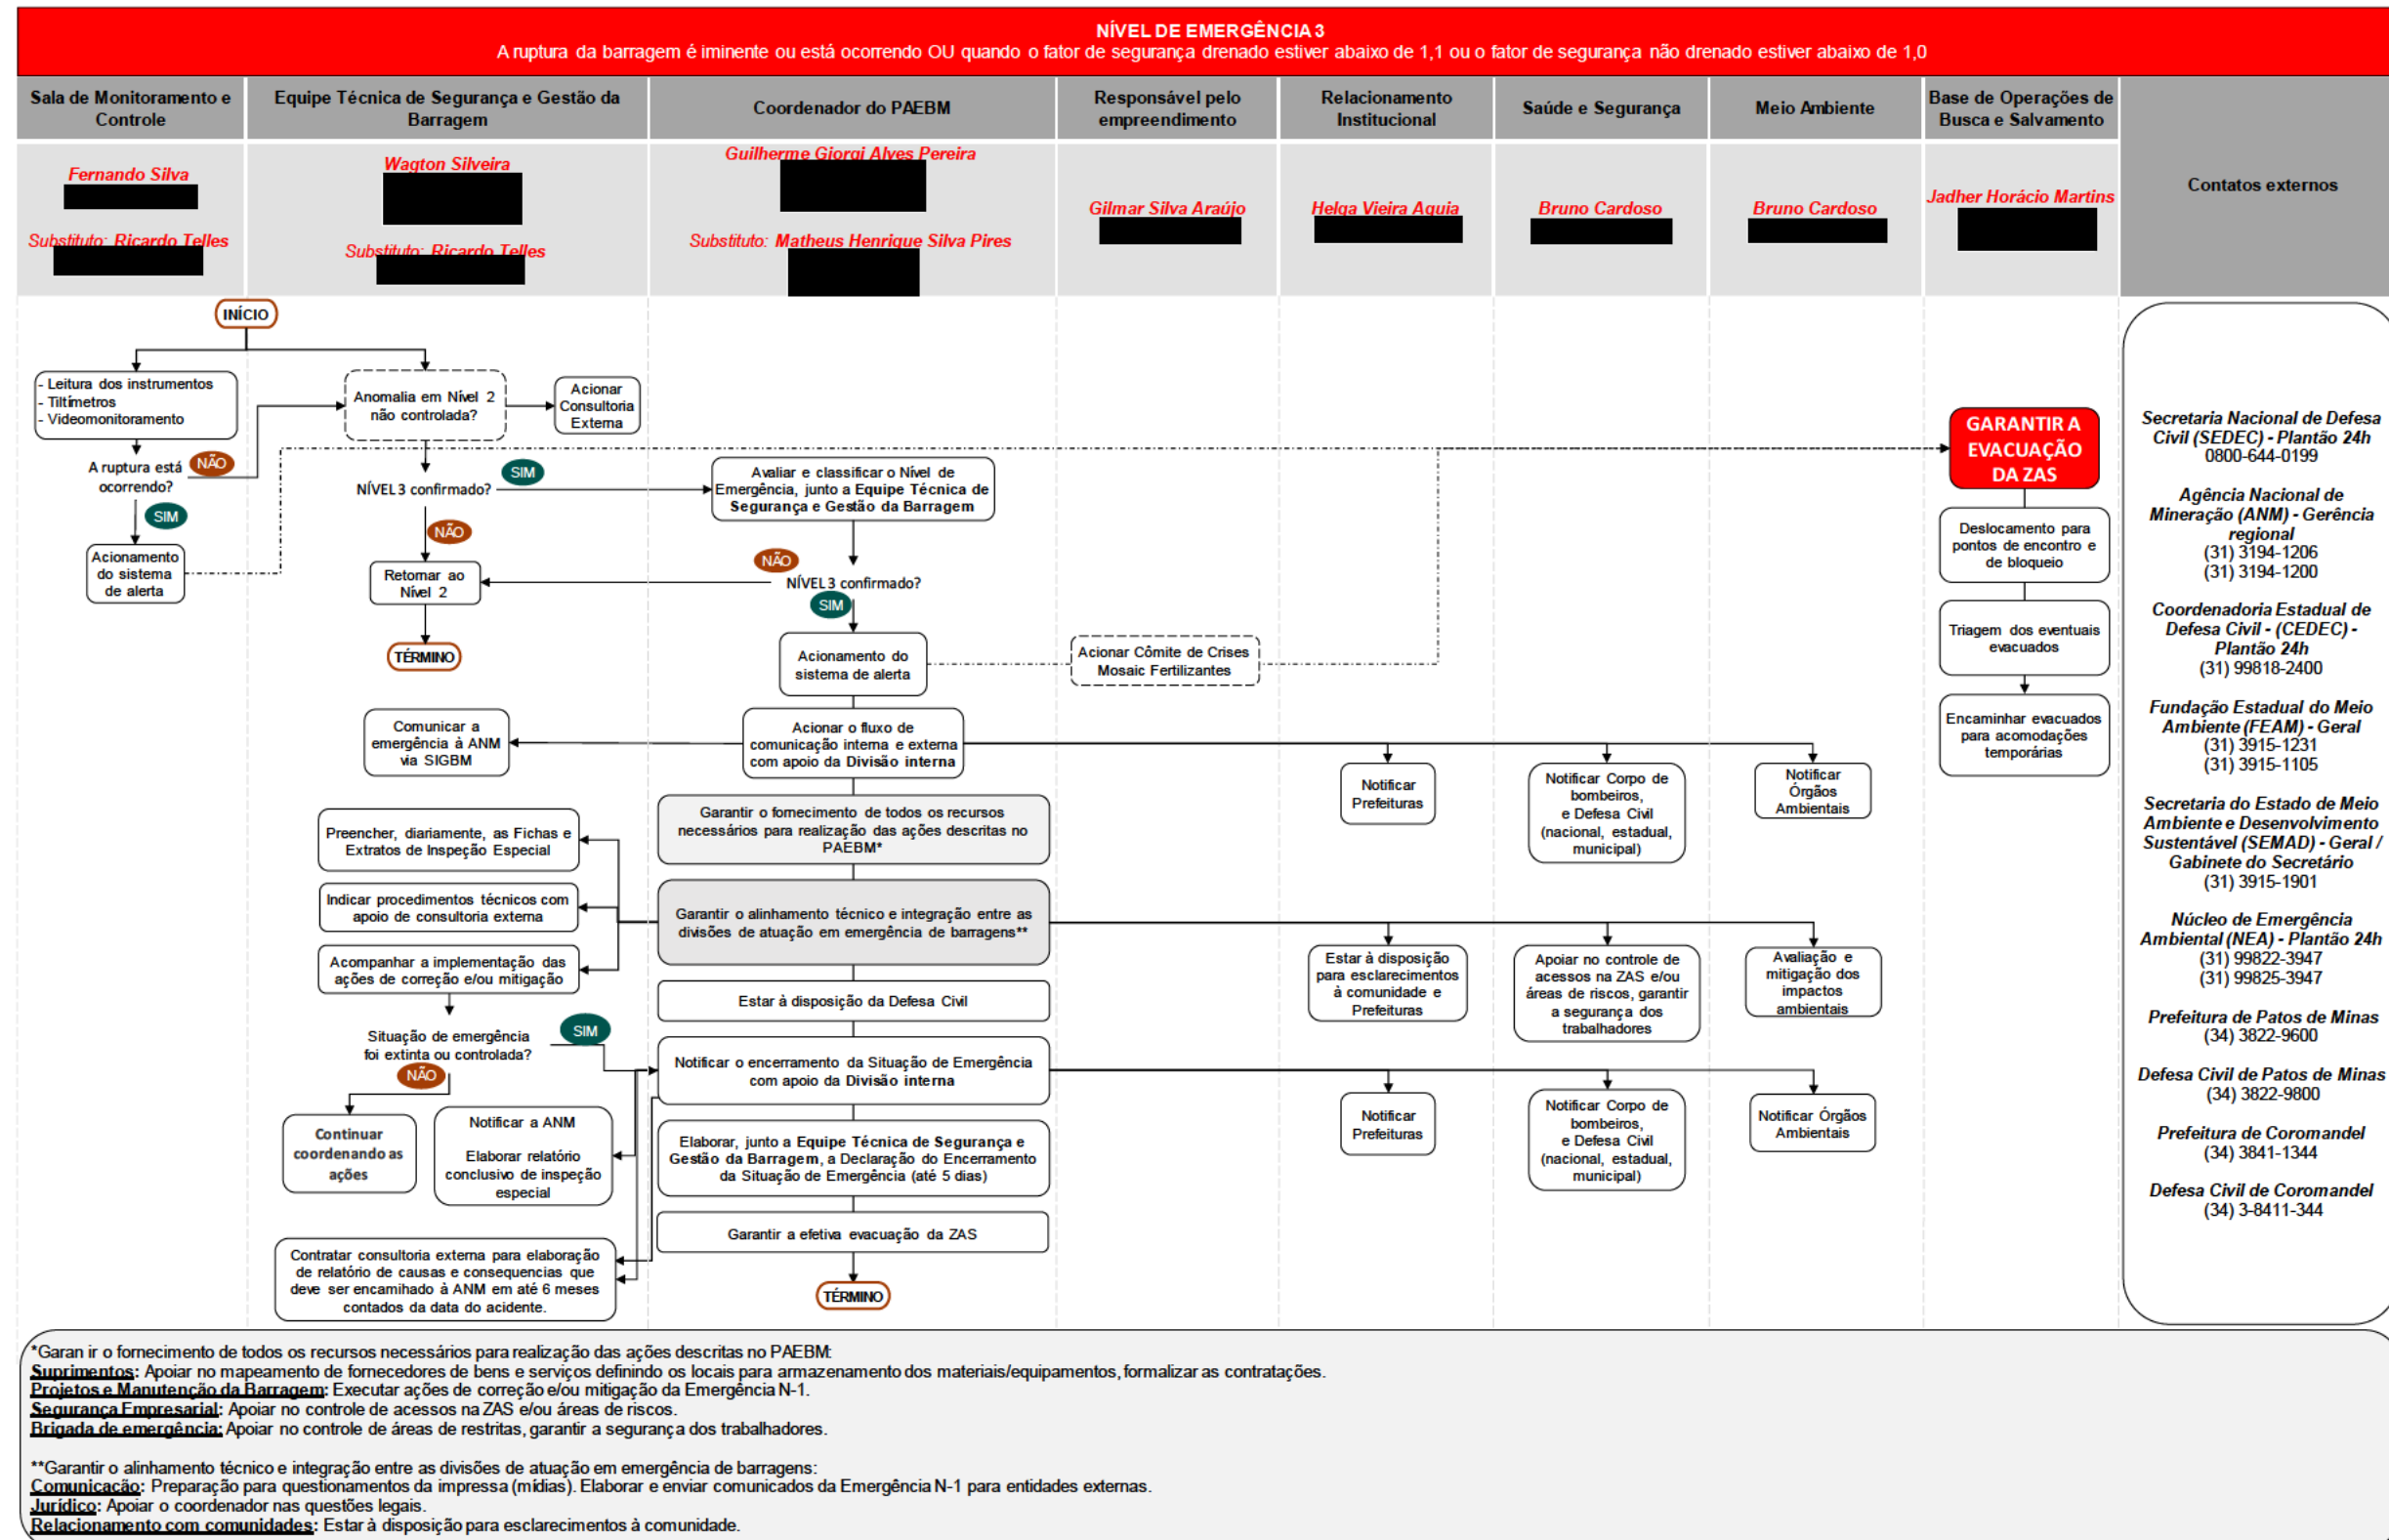 NÍVEL DE EMERGÊNCIA 3
A ruptura da barragem é iminente ou está ocorrendo OU quando o fator de segurança drenado estiver abaixo de 1,1 ou o fator de segurança não drenado estiver abaixo de 1,0
Sala de Monitoramento e
Controle
Equipe Técnica de Segurança e Gestão da
Barragem
Coordenador do PAEBM
Responsável pelo
empreendimento
Relacionamento
Institucional
Saúde e Segurança
Meio Ambiente
Base de Operações de
Busca e Salvamento
Contatos externos
Fernando Silva
Substituto: Ricardo Telles
Wagton Silveira
Substituto: Ricardo Telles
Guilherme Giorgi Alves Pereira
Substituto: Matheus Henrique Silva Pires
Gilmar Silva Araújo
Helga Vieira Aguia
Bruno Cardoso
Bruno Cardoso
Jadher Horácio Martins
INÍCIO
- Leitura dos instrumentos
- Tiltímetros
- Videomonitoramento
A ruptura está
ocorrendo?
NÃO
SIM
Acionamento
do sistema
de alerta
Anomalia em Nível 2
não controlada?
Acionar
Consultoria
Externa
NÍVEL 3 confirmado?
SIM
NÃO
Retornar ao
Nível 2
TÉRMINO
Avaliar e classificar o Nível de
Emergência, junto a Equipe Técnica de
Segurança e Gestão da Barragem
NÃO
NÍVEL 3 confirmado?
SIM
Acionamento do
sistema de alerta
Acionar Cômite de Crises
Mosaic Fertilizantes
GARANTIR A
EVACUAÇÃO
DA ZAS
Deslocamento para
pontos de encontro e
de bloqueio
Triagem dos eventuais
evacuados
Encaminhar evacuados
para acomodações
temporárias
Comunicar a
emergência à ANM
via SIGBM
Acionar o fluxo de
comunicação interna e externa
com apoio da Divisão interna
Notificar
Prefeituras
Notificar Corpo de
bombeiros,
e Defesa Civil
(nacional, estadual,
municipal)
Notificar
Órgãos
Ambientais
Preencher, diariamente, as Fichas e
Extratos de Inspeção Especial
Garantir o fornecimento de todos os recursos
necessários para realização das ações descritas no
PAEBM*
Indicar procedimentos técnicos com
apoio de consultoria externa
Garantir o alinhamento técnico e integração entre as
divisões de atuação em emergência de barragens**
Acompanhar a implementação das
ações de correção e/ou mitigação
Estar à disposição
para esclarecimentos
à comunidade e
Prefeituras
Apoiar no controle de
acessos na ZAS e/ou
áreas de riscos, garantir
a segurança dos
trabalhadores
Avaliação e
mitigação dos
impactos
ambientais
Estar à disposição da Defesa Civil
Situação de emergência
foi extinta ou controlada?
SIM
NÃO
Continuar
coordenando as
ações
Notificar a ANM
Elaborar relatório
conclusivo de inspeção
especial
Notificar o encerramento da Situação de Emergência
com apoio da Divisão interna
Notificar
Prefeituras
Notificar Corpo de
bombeiros,
e Defesa Civil
(nacional, estadual,
municipal)
Notificar Órgãos
Ambientais
Elaborar, junto a Equipe Técnica de Segurança e
Gestão da Barragem, a Declaração do Encerramento
da Situação de Emergência (até 5 dias)
Garantir a efetiva evacuação da ZAS
Contratar consultoria externa para elaboração
de relatório de causas e consequencias que
deve ser encamihado à ANM em até 6 meses
contados da data do acidente.
TÉRMINO
Secretaria Nacional de Defesa
Civil (SEDEC) - Plantão 24h
0800-644-0199
Agência Nacional de
Mineração (ANM) - Gerência
regional
(31) 3194-1206
(31) 3194-1200
Coordenadoria Estadual de
Defesa Civil - (CEDEC) -
Plantão 24h
(31) 99818-2400
Fundação Estadual do Meio
Ambiente (FEAM) - Geral
(31) 3915-1231
(31) 3915-1105
Secretaria do Estado de Meio
Ambiente e Desenvolvimento
Sustentável (SEMAD) - Geral /
Gabinete do Secretário
(31) 3915-1901
Núcleo de Emergência
Ambiental (NEA) - Plantão 24h
(31) 99822-3947
(31) 99825-3947
Prefeitura de Patos de Minas
(34) 3822-9600
Defesa Civil de Patos de Minas
(34) 3822-9800
Prefeitura de Coromandel
(34) 3841-1344
Defesa Civil de Coromandel
(34) 3-8411-344
*Garan ir o fornecimento de todos os recursos necessários para realização das ações descritas no PAEBM:
Suprimentos: Apoiar no mapeamento de fornecedores de bens e serviços definindo os locais para armazenamento dos materiais/equipamentos, formalizar as contratações.
Projetos e Manutenção da Barragem: Executar ações de correção e/ou mitigação da Emergência N-1.
Segurança Empresarial: Apoiar no controle de acessos na ZAS e/ou áreas de riscos.
Brigada de emergência: Apoiar no controle de áreas de restritas, garantir a segurança dos trabalhadores.
**Garantir o alinhamento técnico e integração entre as divisões de atuação em emergência de barragens:
Comunicação: Preparação para questionamentos da impressa (mídias). Elaborar e enviar comunicados da Emergência N-1 para entidades externas.
Jurídico: Apoiar o coordenador nas questões legais.
Relacionamento com comunidades: Estar à disposição para esclarecimentos à comunidade.